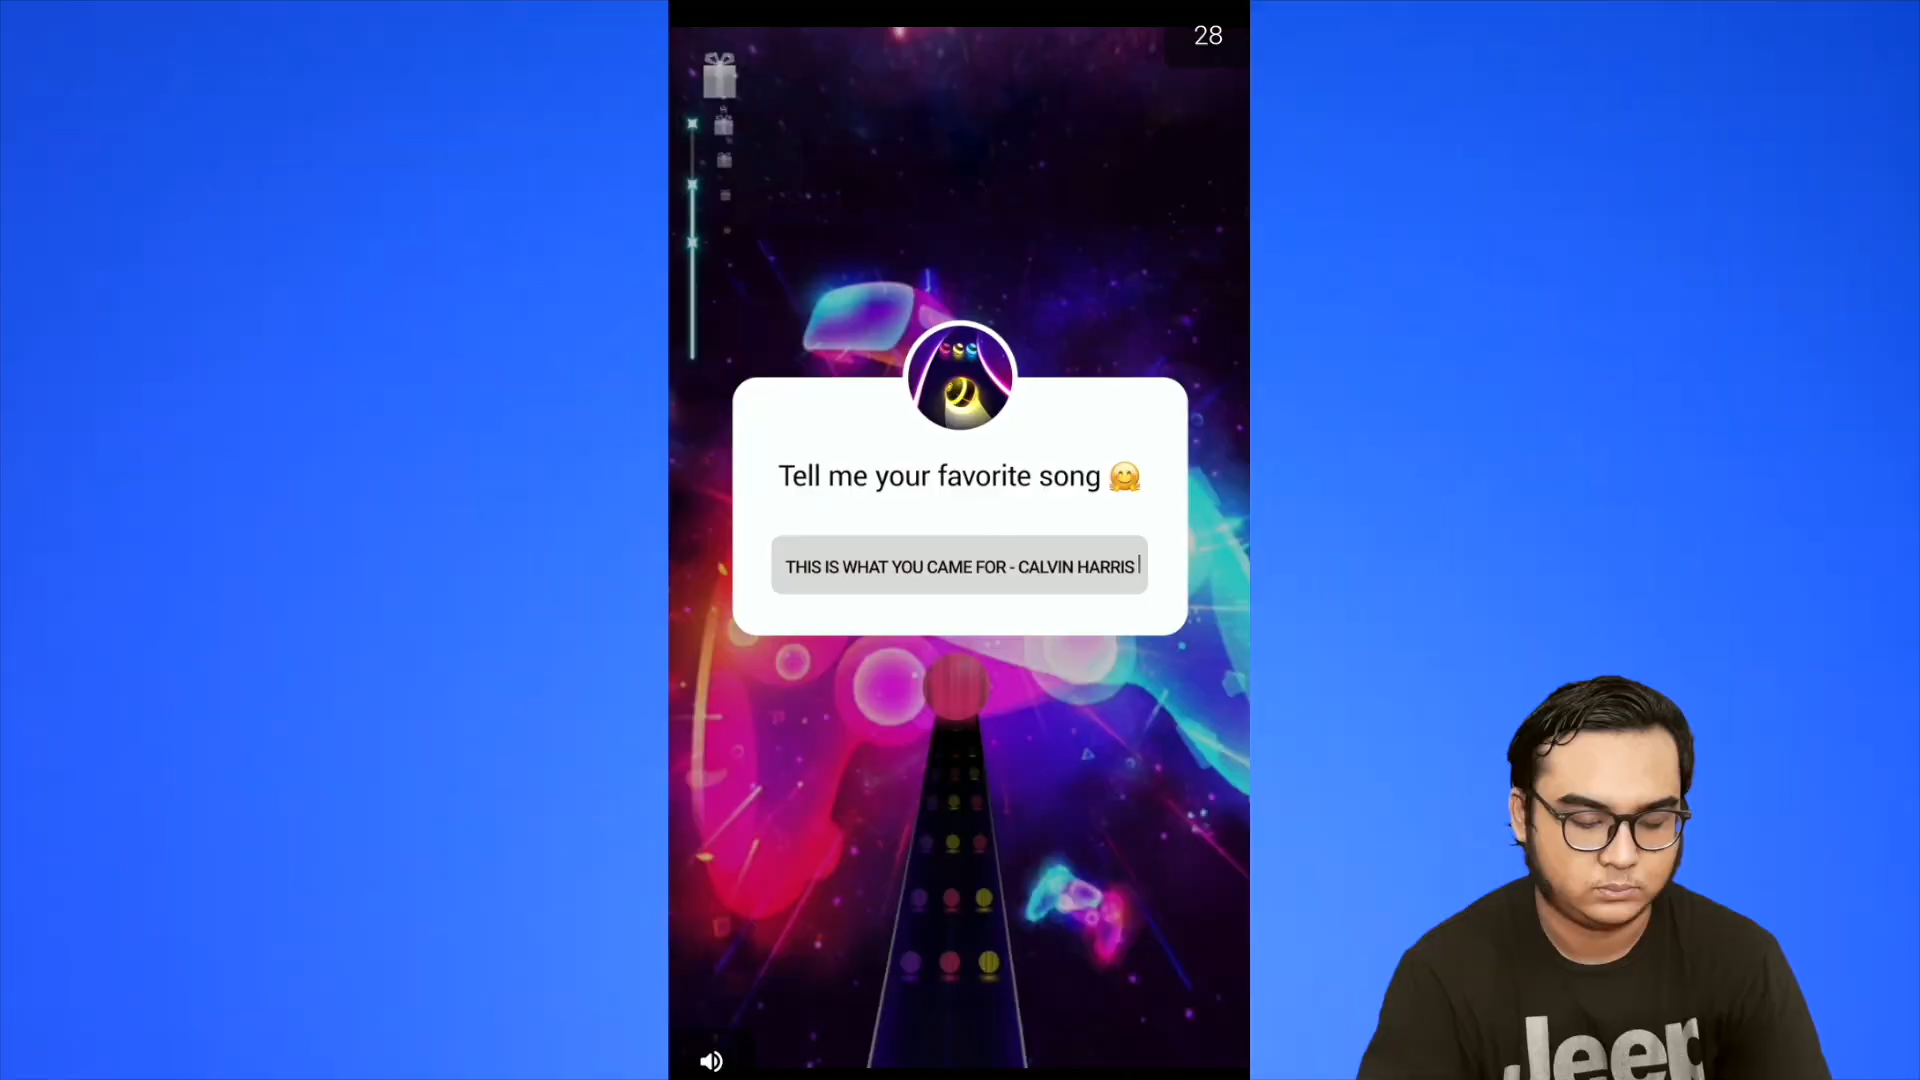 28
Tell me your favorite song 🤗
THIS IS WHAT YOU CAME FOR - CALVIN HARRIS
Jeep